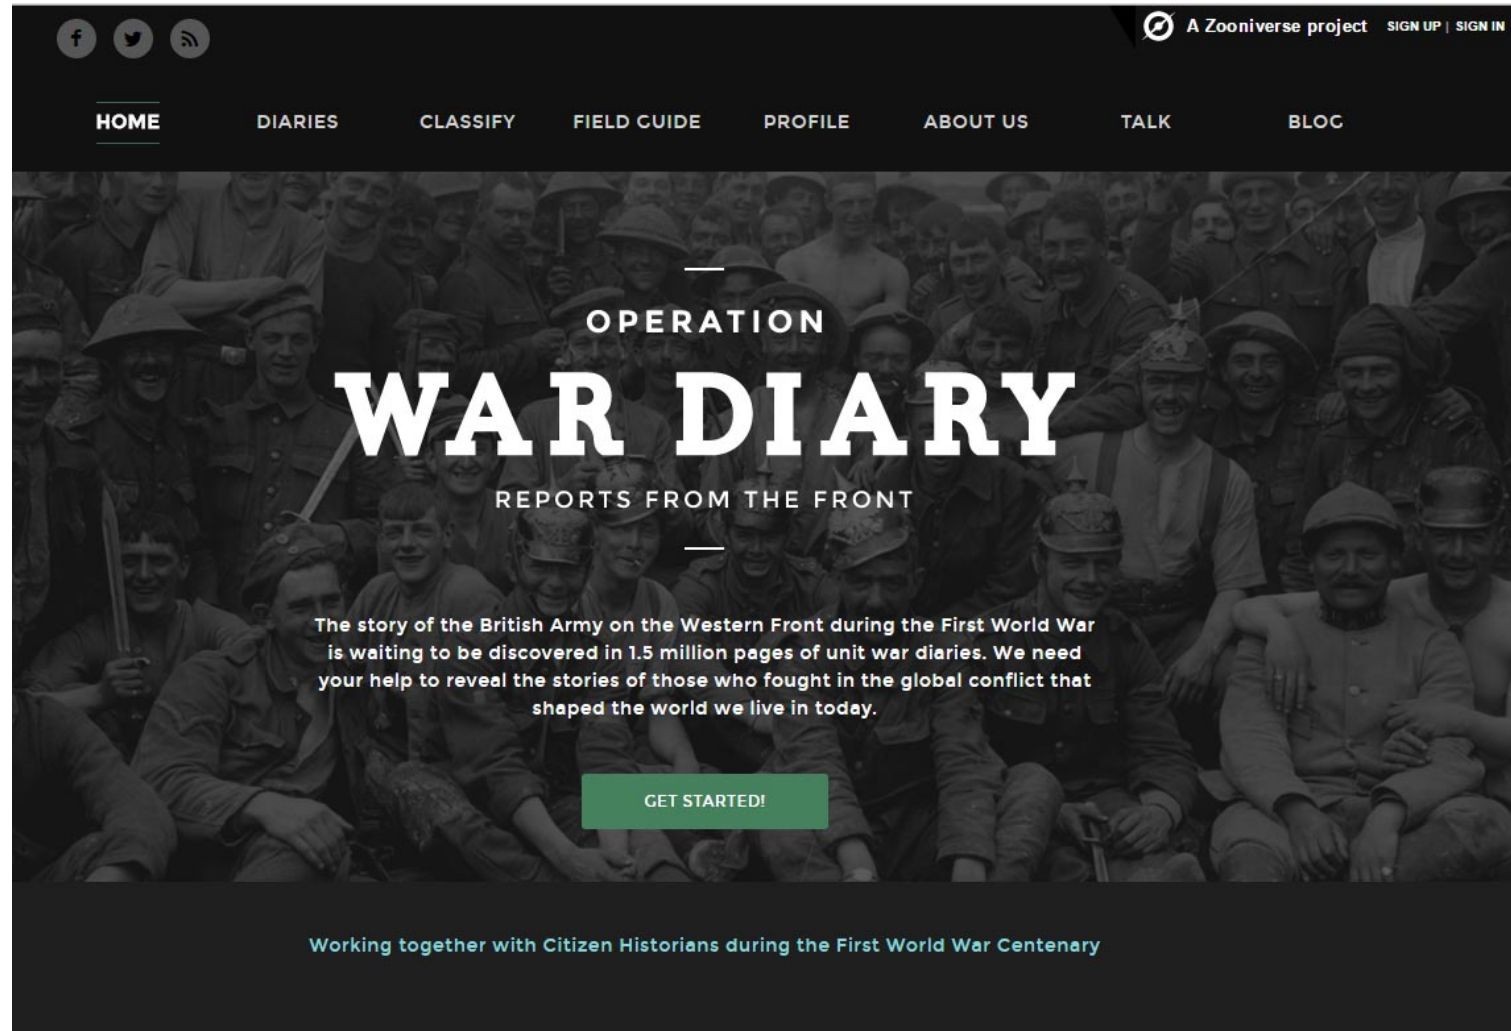 A Zooniverse project SIGN UP | SIGN IN
HOME DIARIES CLASSIFY FIELD GUIDE PROFILE ABOUT US TALK BLOG
OPERATION
WAR DIARY
REPORTS FROM THE FRONT
The story of the British Army on the Western Front during the First World War
is waiting to be discovered in 1.5 million pages of unit war diaries. We need
your help to reveal the stories of those who fought in the global conflict that
shaped the world we live in today.
GET STARTED!
Working together with Citizen Historians during the First World War Centenary